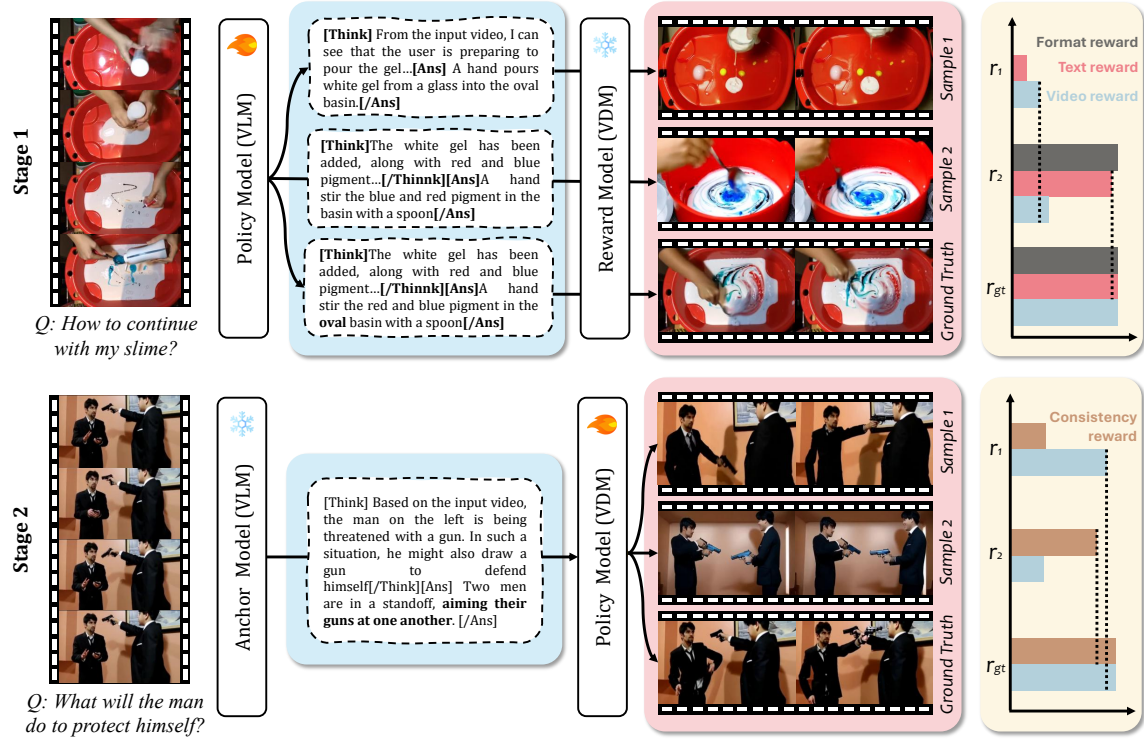 Stage 1
Q: How to continue
with my slime?
Policy Model (VLM)
[Think] From the input video, I can
see that the user is preparing to
pour the gel...[Ans] A hand pours
white gel from a glass into the oval
basin.[/Ans]
[Think]The white gel has been
added, along with red and blue
pigment...[/Thinnk][Ans]A hand
stir the blue and red pigment in the
basin with a spoon[/Ans]
[Think]The white gel has been
added, along with red and blue
pigment...[/Thinnk][Ans]A hand
stir the red and blue pigment in the
oval basin with a spoon[/Ans]
Reward Model (VDM)
Sample 1
Sample 2
Ground Truth
Format reward
Text reward
Video reward
r1
r2
rgt
Stage 2
Q: What will the man
do to protect himself?
Anchor Model (VLM)
[Think] Based on the input video,
the man on the left is being
threatened with a gun. In such a
situation, he might also draw a
gun to defend
himself[/Think][Ans] Two men
are in a standoff, aiming their
guns at one another. [/Ans]
Policy Model (VDM)
Sample 1
Sample 2
Ground Truth
Consistency
reward
r1
r2
rgt